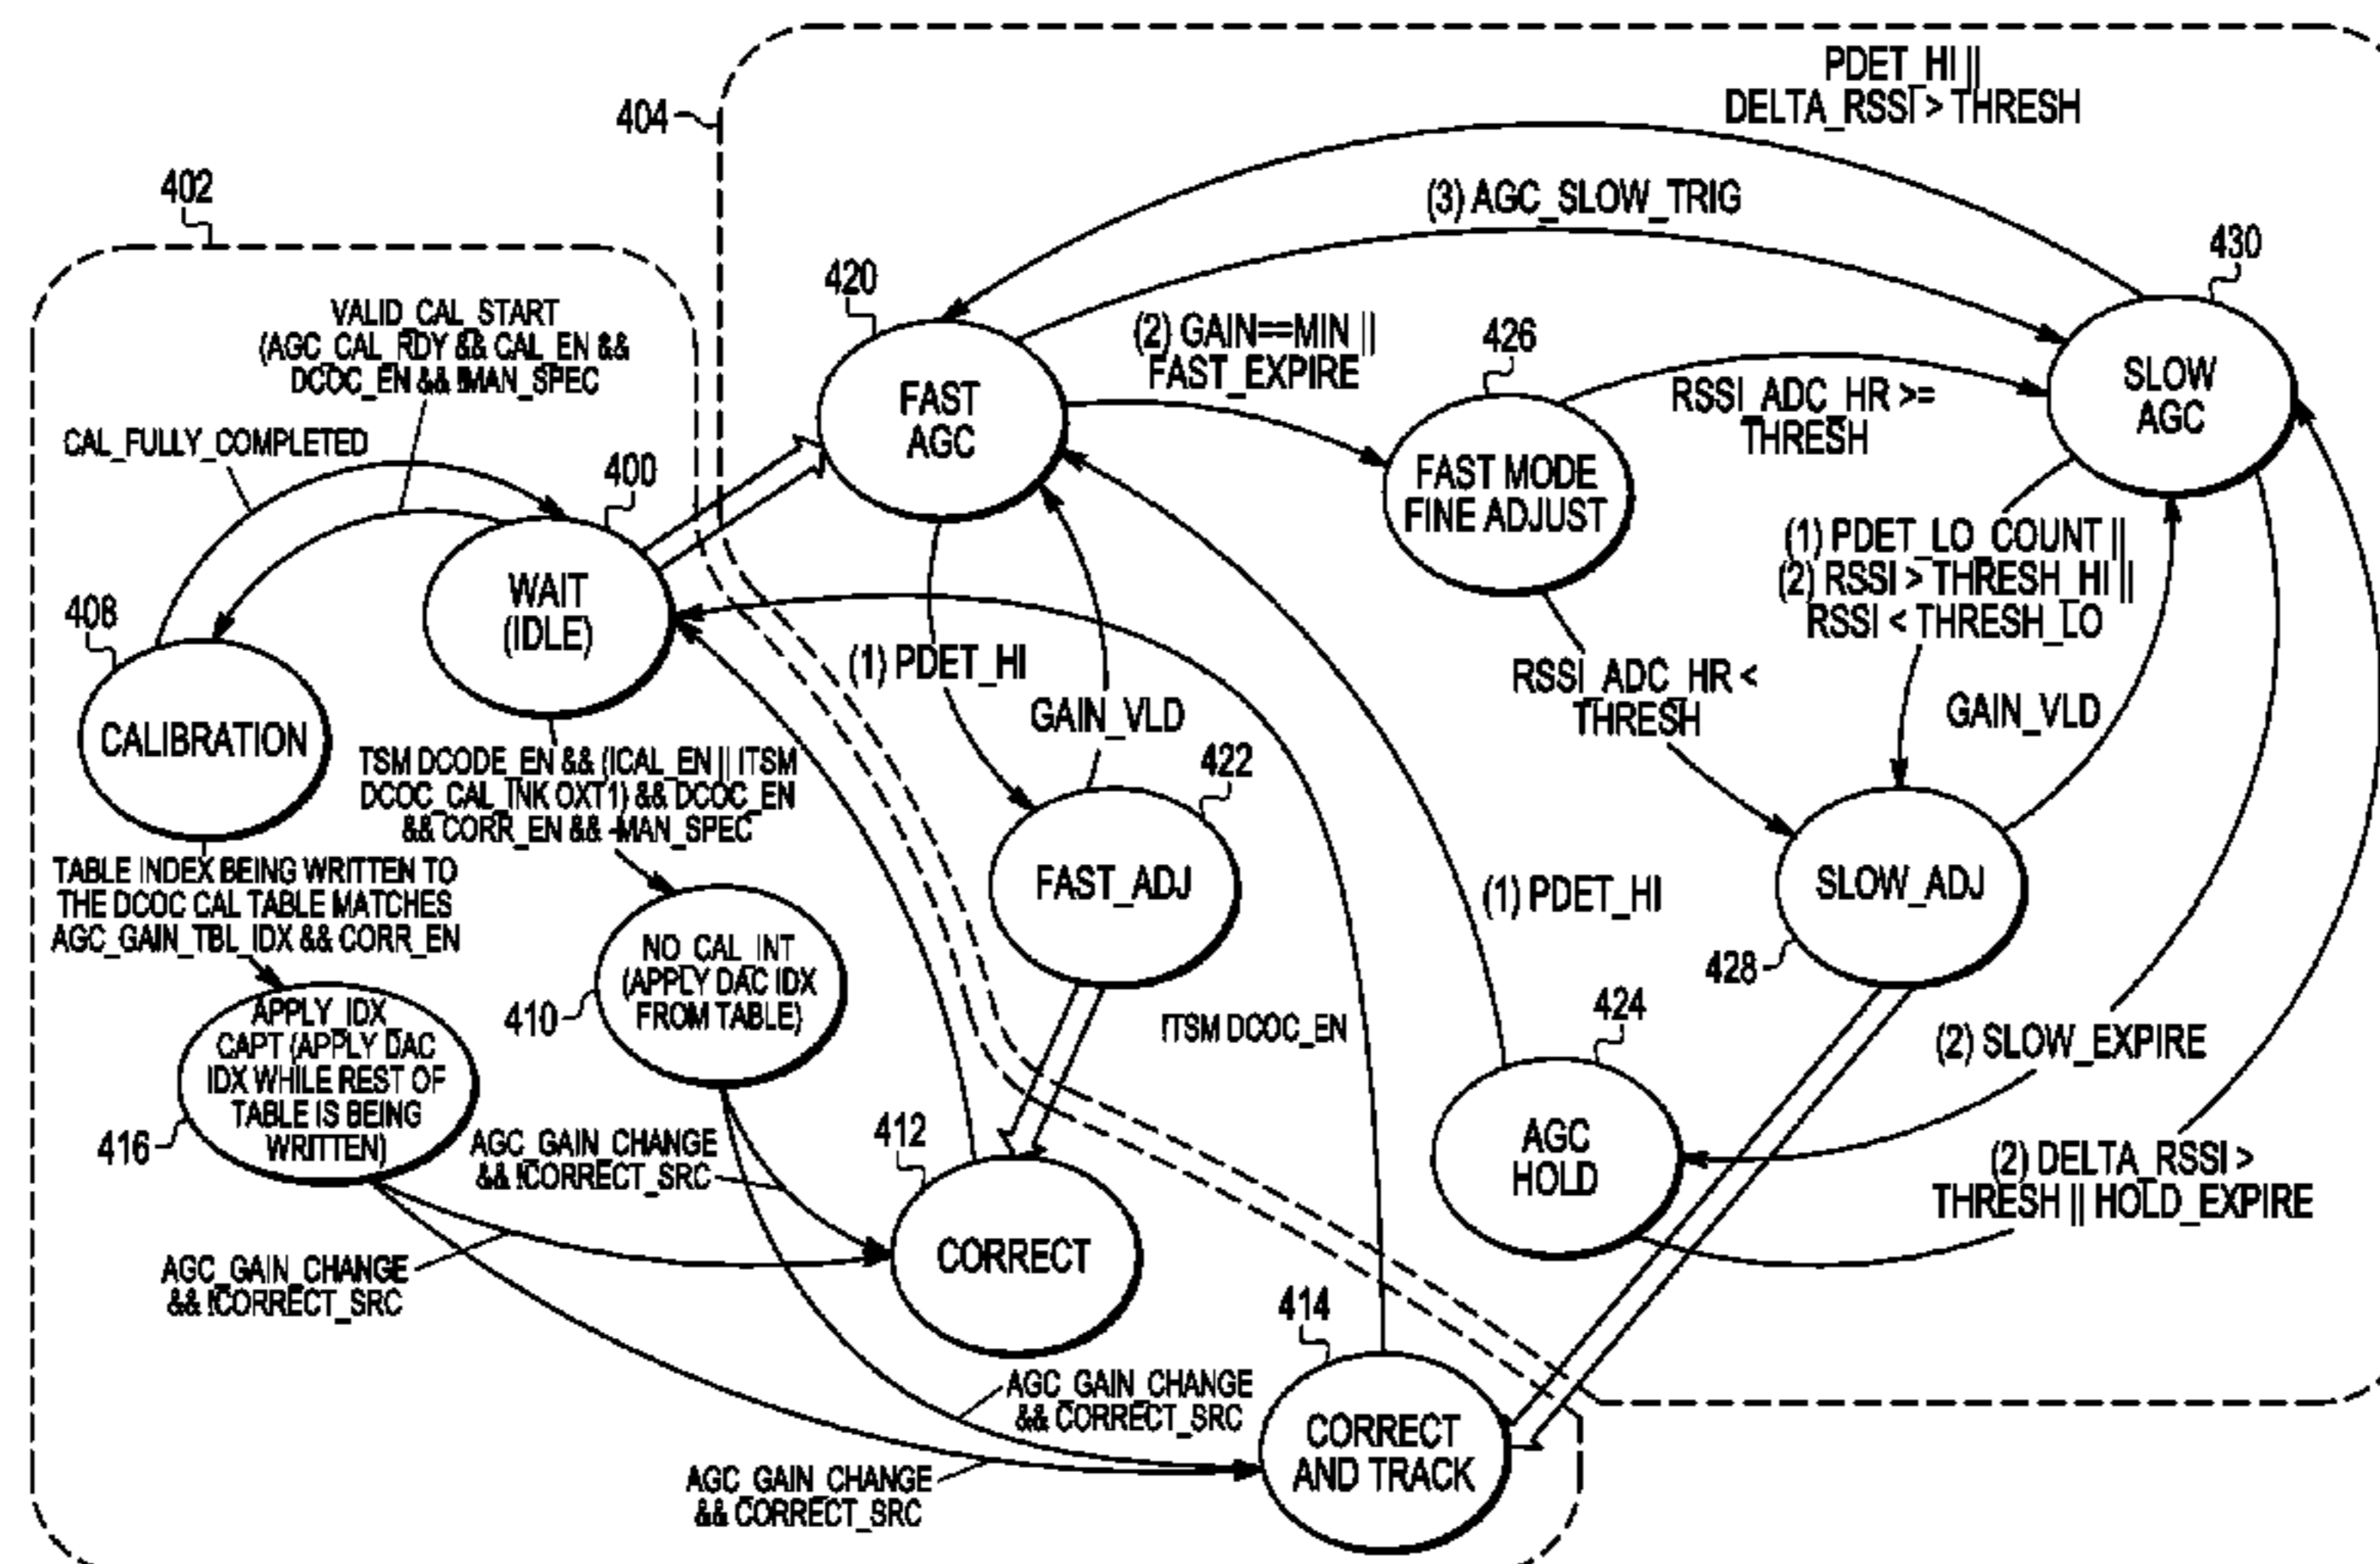 PDET_HI ||
DELTA_RSSI > THRESH
404
402
(3) AGC_SLOW_TRIG
430
420
VALID_CAL_START
(AGC_CAL_RDY && CAL_EN &&
DCOC_EN && !MAN_SPEC
(2) GAIN==MIN ||
FAST_EXPIRE
426
FAST
AGC
SLOW
AGC
RSSI_ADC_HR >=
THRESH
CAL_FULLY_COMPLETED
400
FAST MODE
FINE ADJUST
WAIT
(IDLE)
(1) PDET_LO_COUNT ||
(2) RSSI > THRESH_HI ||
RSSI < THRESH_LO
408
(1) PDET_HI
RSSI_ADC_HR <
THRESH
GAIN_VLD
GAIN_VLD
CALIBRATION
TSM DCODE_EN && (!CAL_EN || ITSM
DCOC_CAL_INK OXT1) && DCOC_EN
&& CORR_EN && -MAN_SPEC
422
FAST_ADJ
SLOW_ADJ
(1) PDET_HI
TABLE INDEX BEING WRITTEN TO
THE DCOC CAL TABLE MATCHES
AGC_GAIN_TBL_IDX && CORR_EN
428
NO_CAL_INT
(APPLY DAC IDX
FROM TABLE)
410
!TSM DCOC_EN
424
(2) SLOW_EXPIRE
APPLY_IDX_
CAPT (APPLY DAC
IDX WHILE REST OF
TABLE IS BEING
WRITTEN)
416
AGC_GAIN_CHANGE
&& !CORRECT_SRC
412
AGC
HOLD
(2) DELTA_RSSI >
THRESH || HOLD_EXPIRE
CORRECT
AGC_GAIN_CHANGE
&& !CORRECT_SRC
414
AGC_GAIN_CHANGE
&& CORRECT_SRC
CORRECT
AND TRACK
AGC_GAIN_CHANGE
&& CORRECT_SRC